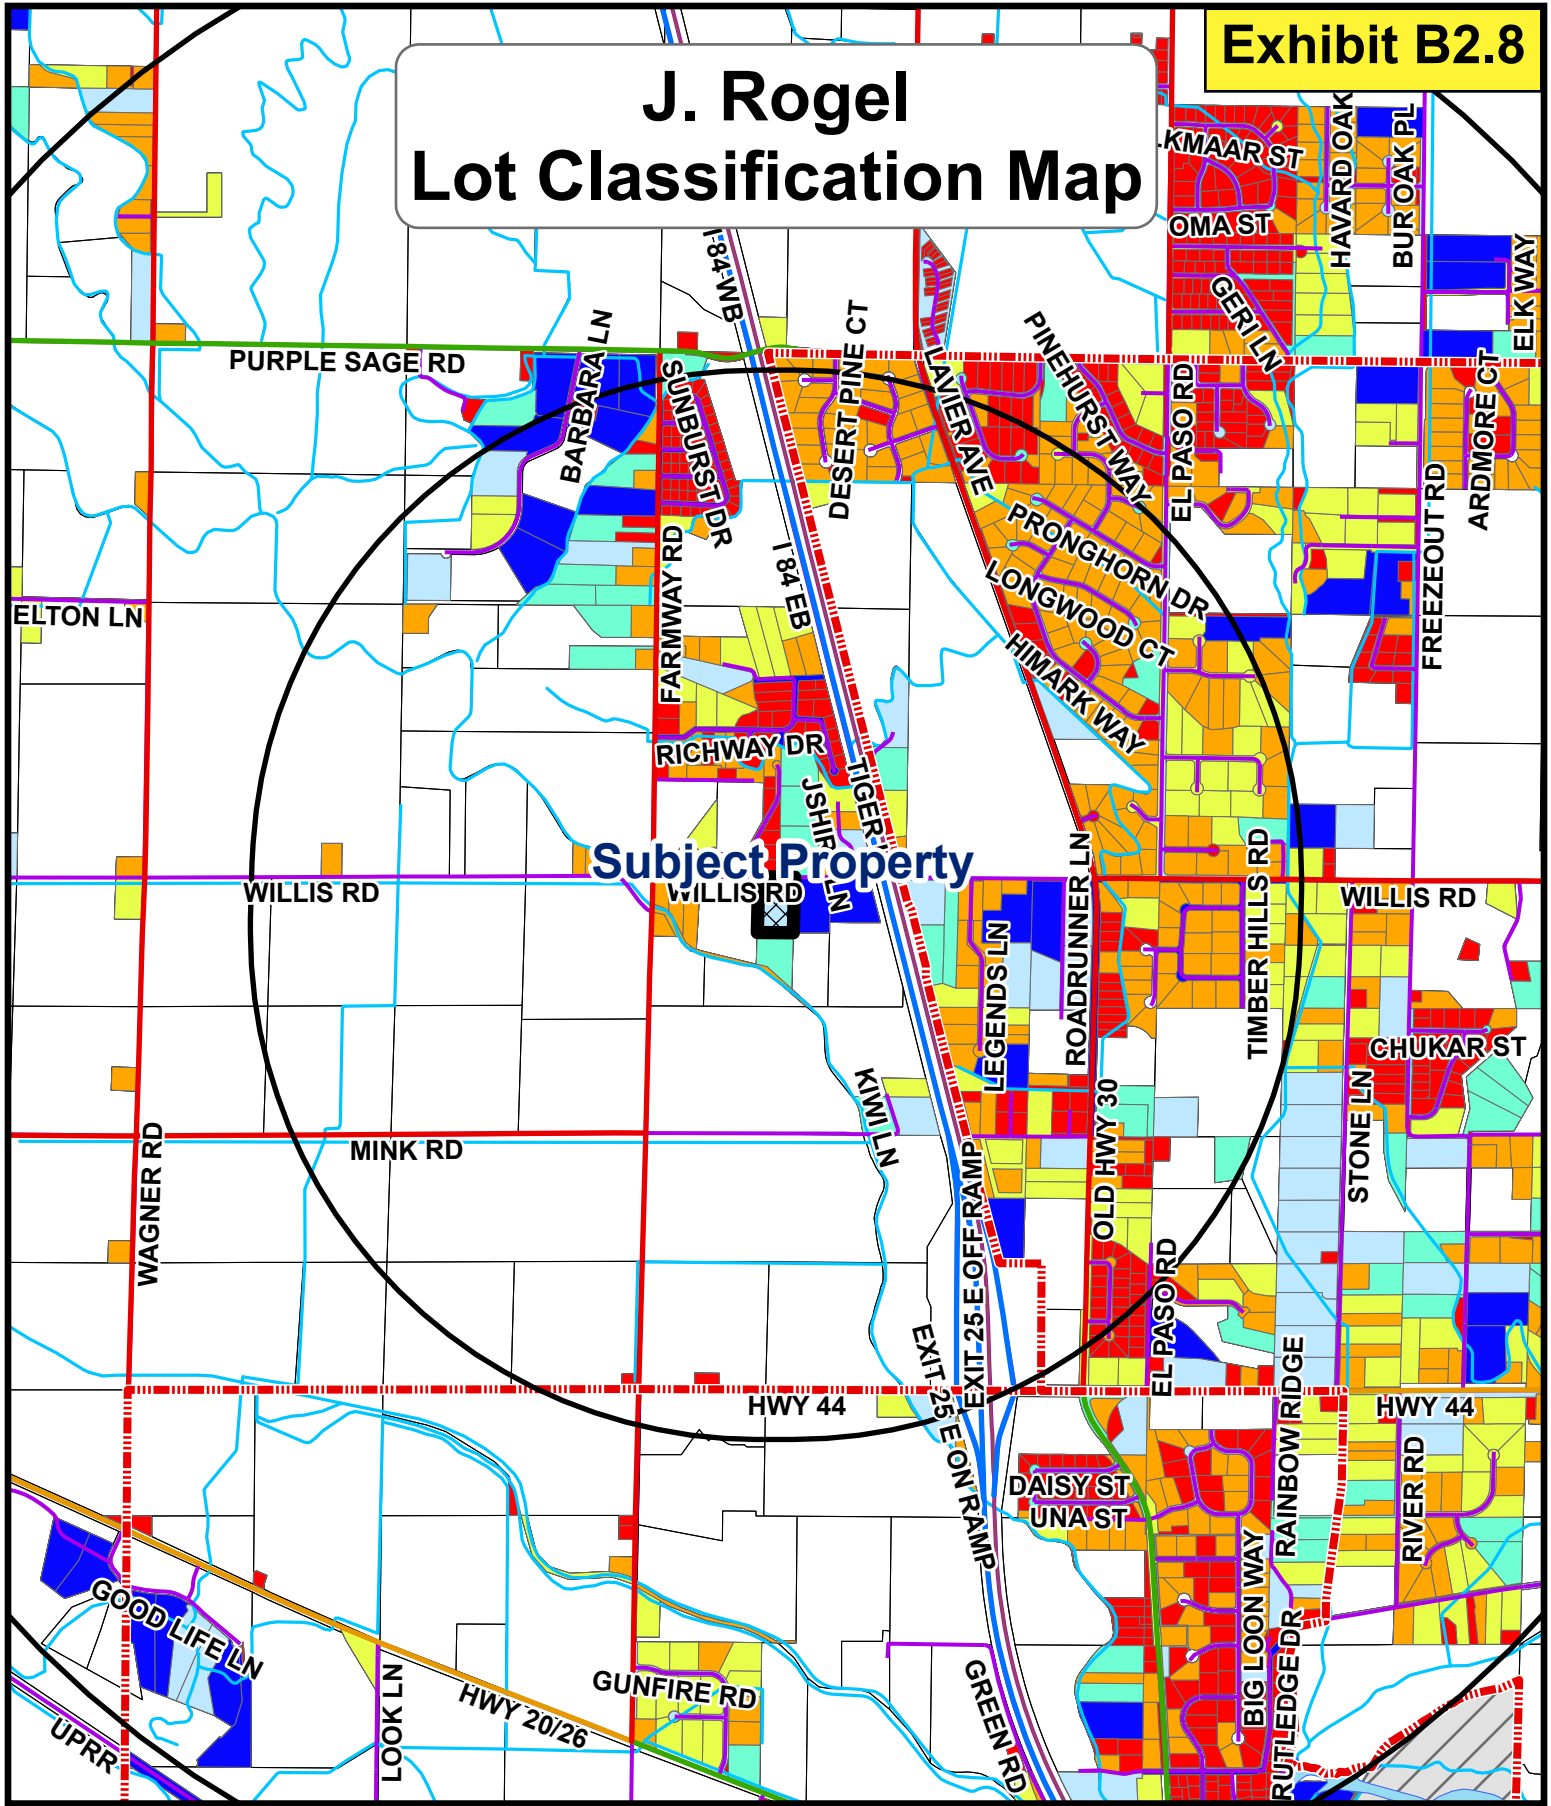 Exhibit B2.8
J. Rogel
Lot Classification Map
KMAAR ST
HAVARD OAK
BUR OAK PL
OMA ST
ELK WAY
I 84 WB
GERI LN
PURPLE SAGE RD
BARBARA LN
SUNBURST DR
DESERT PINE CT
LAVIER AVE
PINEHURST WAY
EL PASO RD
ARDMORE CT
FREEZEOUT RD
FARMWAY RD
I 84 EB
PRONGHORN DR
LONGWOOD CT
HIMARK WAY
ELTON LN
RICHWAY DR
JSHIR LN
TIGER
Subject Property
WILLIS RD
WILLIS RD
WILLIS RD
ROADRUNNER LN
TIMBER HILLS RD
LEGENDS LN
CHUKAR ST
KIWI LN
OLD HWY 30
STONE LN
MINK RD
WAGNER RD
EXIT 25 E OFF RAMP
EL PASO RD
EXIT 25 E ON RAMP
HWY 44
HWY 44
RAINBOW RIDGE
RIVER RD
DAISY ST
UNA ST
BIG LOON WAY
GOOD LIFE LN
RUTLEDGE DR
LOOK LN
HWY 20/26
GUNFIRE RD
GREEN RD
UPRR